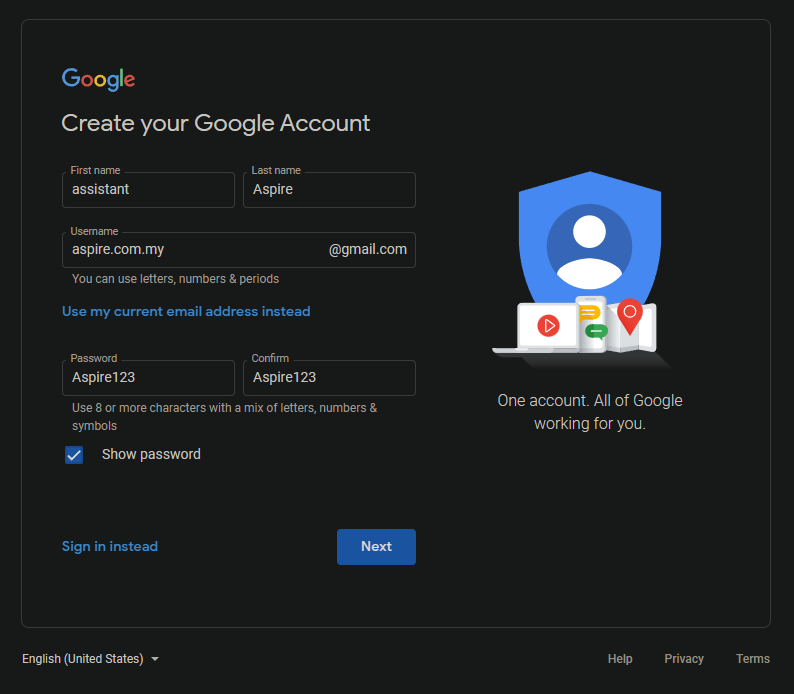 Google
Create your Google Account
First name
Last name
assistant
Aspire
Username
aspire.com.my
@gmail.com
You can use letters, numbers & periods
Use my current email address instead
Password
Confirm
Aspire123
Aspire123
Use 8 or more characters with a mix of letters, numbers &
symbols
Show password
Sign in instead
Next
One account. All of Google
working for you.
English (United States)
Help
Privacy
Terms